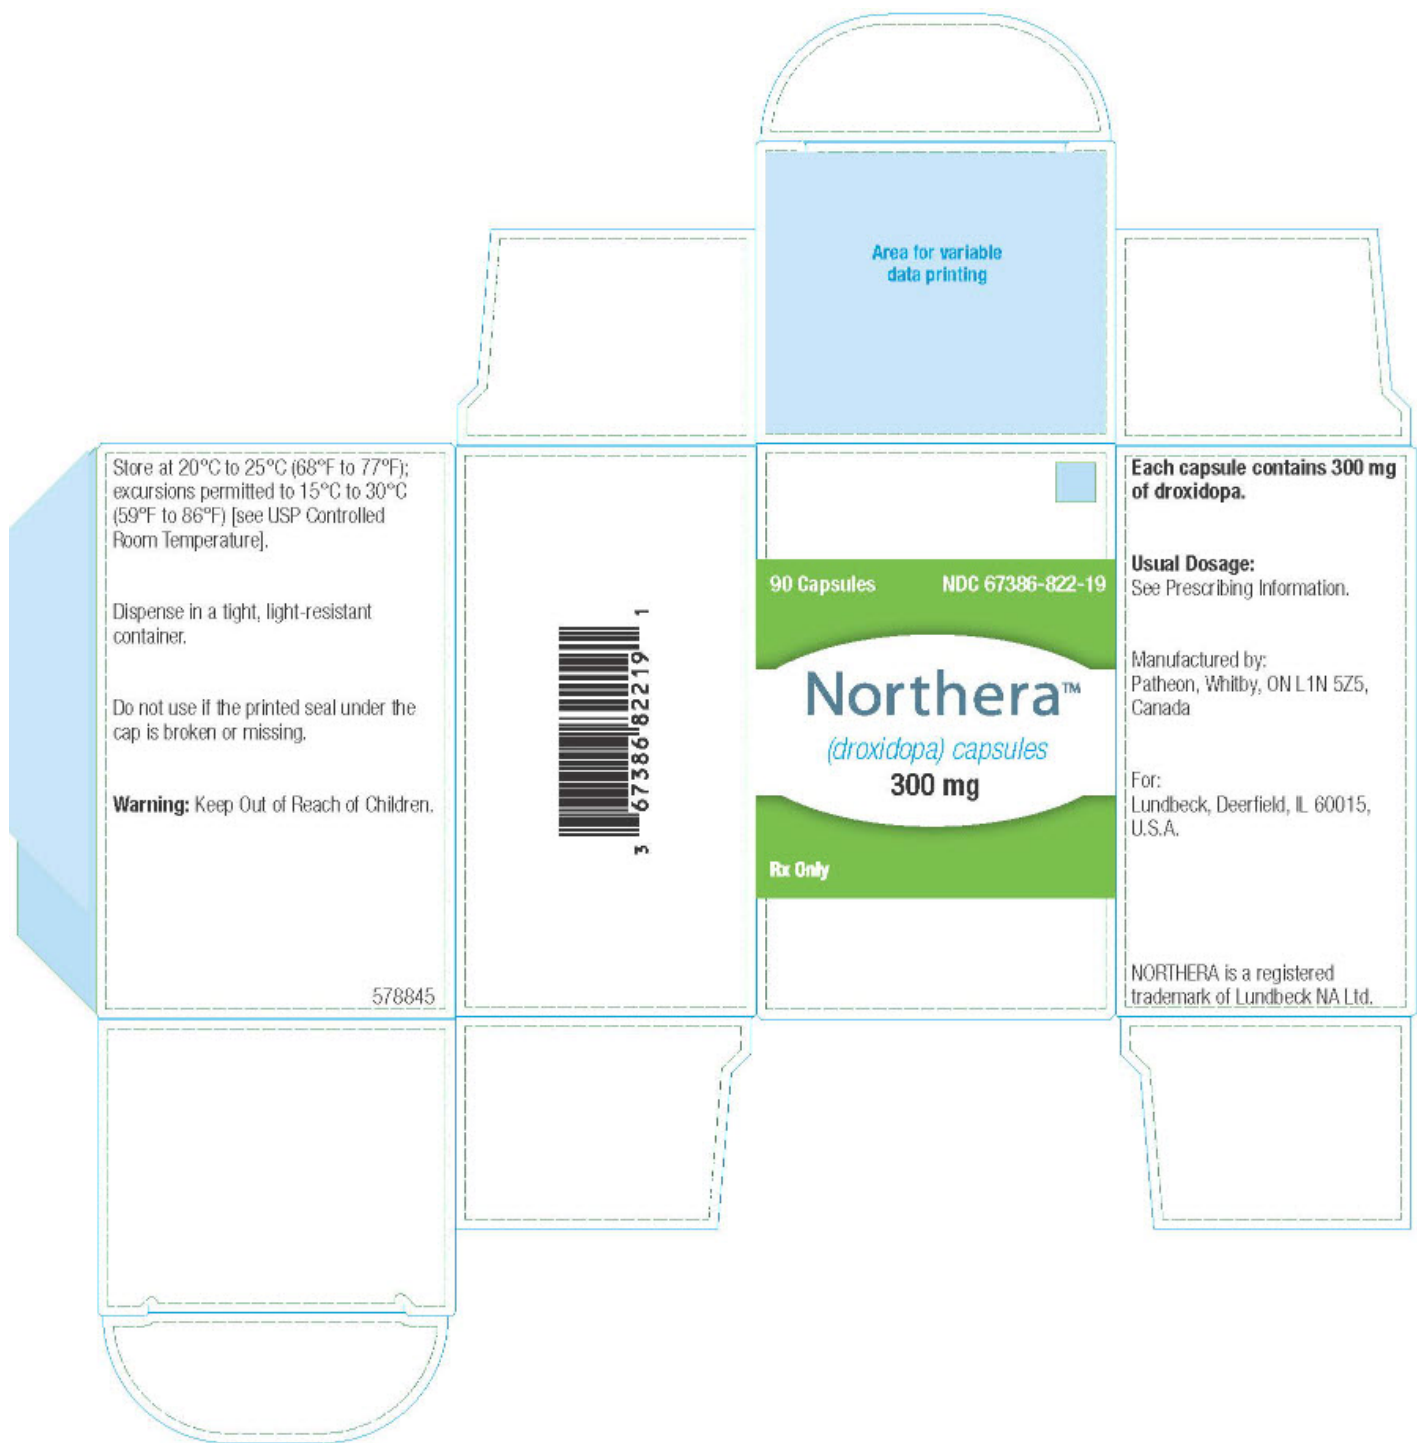 Area for variable
data printing
Store at 20°C to 25°C (68°F to 77°F);
excursions permitted to 15°C to 30°C
(59°F to 86°F) [see USP Controlled
Room Temperature].
Dispense in a tight, light-resistant
container.
Do not use if the printed seal under the
cap is broken or missing.
Warning: Keep Out of Reach of Children.
578845
3 67386 82219 1
90 Capsules NDC 67386-822-19
Northera™
(droxidopa) capsules
300 mg
Rx Only
Each capsule contains 300 mg
of droxidopa.
Usual Dosage:
See Prescribing Information.
Manufactured by:
Patheon, Whitby, ON L1N 5Z5,
Canada
For:
Lundbeck, Deerfield, IL 60015,
U.S.A.
NORTHERA is a registered
trademark of Lundbeck NA Ltd.